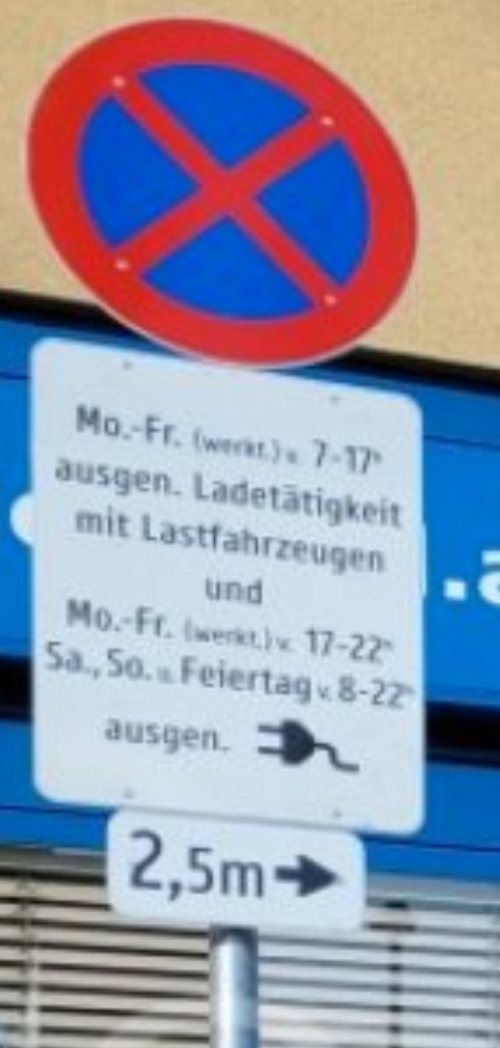 Mo.-Fr. (werkt.) v. 7-17ʰ
ausgen. Ladetätigkeit
mit Lastfahrzeugen
und
Mo.-Fr. (werkt.) v. 17-22ʰ
Sa., So. u. Feiertag v. 8-22ʰ
ausgen.
2,5m
.a